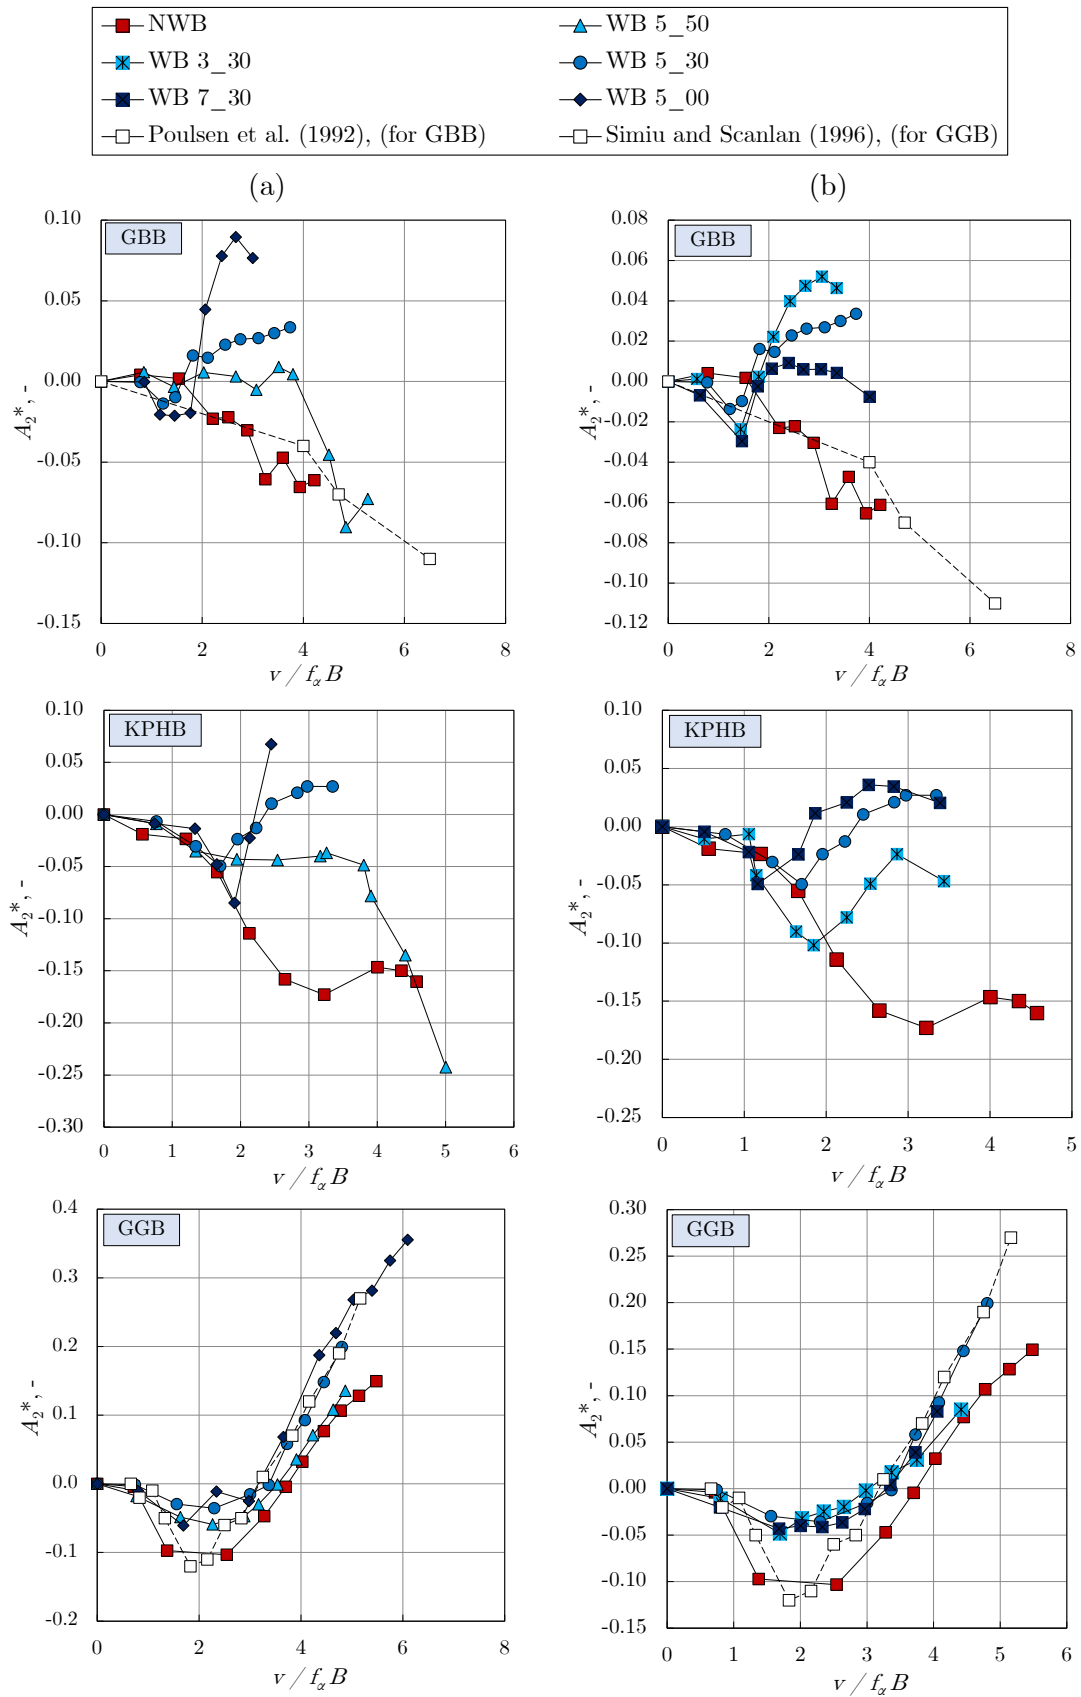 NWB
WB 5_50
WB 3_30
WB 5_30
WB 7_30
WB 5_00
Poulsen et al. (1992), (for GBB)
Simiu and Scanlan (1996), (for GGB)
(a)
(b)
GBB
0.10
0.05
0.00
-0.05
-0.10
-0.15
A₂*, -
0 2 4 6 8
v / fαB
GBB
0.08
0.06
0.04
0.02
0.00
-0.02
-0.04
-0.06
-0.08
-0.10
-0.12
A₂*, -
0 2 4 6 8
v / fαB
KPHB
0.10
0.05
0.00
-0.05
-0.10
-0.15
-0.20
-0.25
-0.30
A₂*, -
0 1 2 3 4 5 6
v / fαB
KPHB
0.10
0.05
0.00
-0.05
-0.10
-0.15
-0.20
-0.25
A₂*, -
0 1 2 3 4 5
v / fαB
GGB
0.4
0.3
0.2
0.1
0.0
-0.1
-0.2
A₂*, -
0 2 4 6 8
v / fαB
GGB
0.30
0.25
0.20
0.15
0.10
0.05
0.00
-0.05
-0.10
-0.15
A₂*, -
0 1 2 3 4 5 6
v / fαB